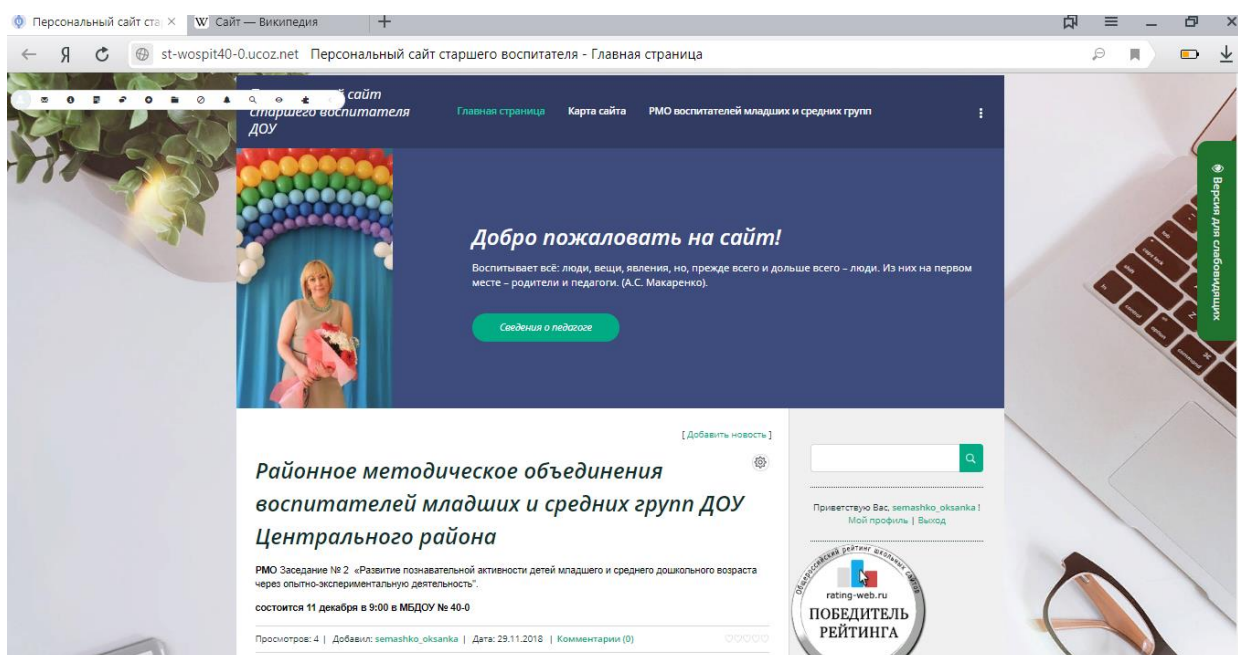 Персональный сайт ста
Сайт — Википедия
st-wospit40-0.ucoz.net Персональный сайт старшего воспитателя - Главная страница
сайт
старшего воспитателя
ДОУ
Главная страница Карта сайта РМО воспитателей младших и средних групп
Версия для слабовидящих
Добро пожаловать на сайт!
Воспитывает всё: люди, вещи, явления, но, прежде всего и дольше всего – люди. Из них на первом
месте – родители и педагоги. (А.С. Макаренко).
Сведения о педагоге
[ Добавить новость ]
Районное методическое объединения
воспитателей младших и средних групп ДОУ
Центрального района
РМО Заседание № 2 «Развитие познавательной активности детей младшего и среднего дошкольного возраста
через опытно-экспериментальную деятельность".
состоится 11 декабря в 9:00 в МБДОУ № 40-0
Просмотров: 4 | Добавил: semashko_oksanka | Дата: 29.11.2018 | Комментарии (0)
Приветствую Вас, semashko_oksanka !
Мой профиль | Выход
Общероссийский рейтинг школьных сайтов
rating-web.ru
ПОБЕДИТЕЛЬ
РЕЙТИНГА